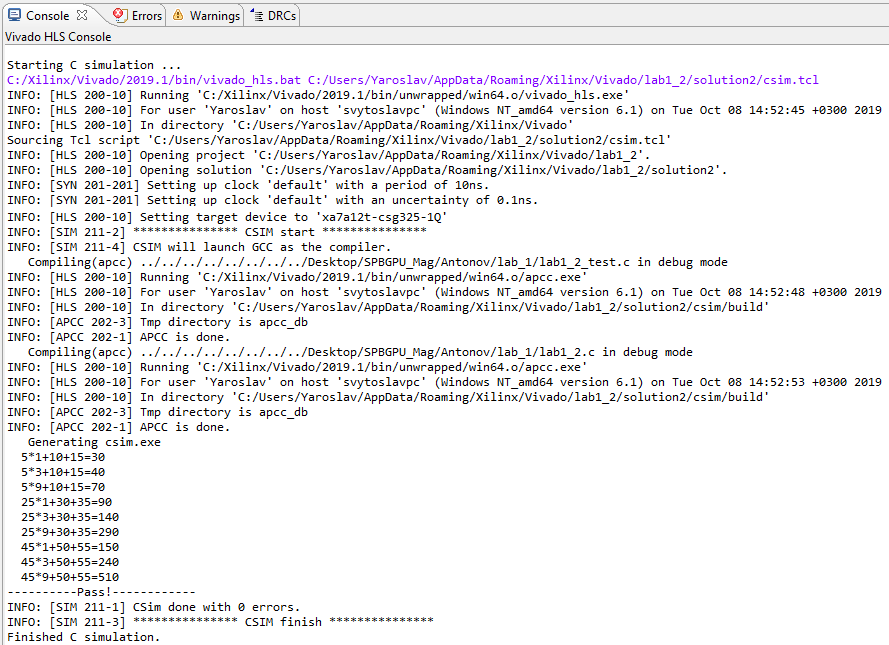 Console Errors Warnings DRCs
Vivado HLS Console
Starting C simulation ...
C:/Xilinx/Vivado/2019.1/bin/vivado_hls.bat C:/Users/Yaroslav/AppData/Roaming/Xilinx/Vivado/lab1_2/solution2/csim.tcl
INFO: [HLS 200-10] Running 'C:/Xilinx/Vivado/2019.1/bin/unwrapped/win64.o/vivado_hls.exe'
INFO: [HLS 200-10] For user 'Yaroslav' on host 'svytoslavpc' (Windows NT_amd64 version 6.1) on Tue Oct 08 14:52:45 +0300 2019
INFO: [HLS 200-10] In directory 'C:/Users/Yaroslav/AppData/Roaming/Xilinx/Vivado'
Sourcing Tcl script 'C:/Users/Yaroslav/AppData/Roaming/Xilinx/Vivado/lab1_2/solution2/csim.tcl'
INFO: [HLS 200-10] Opening project 'C:/Users/Yaroslav/AppData/Roaming/Xilinx/Vivado/lab1_2'.
INFO: [HLS 200-10] Opening solution 'C:/Users/Yaroslav/AppData/Roaming/Xilinx/Vivado/lab1_2/solution2'.
INFO: [SYN 201-201] Setting up clock 'default' with a period of 10ns.
INFO: [SYN 201-201] Setting up clock 'default' with an uncertainty of 0.1ns.
INFO: [HLS 200-10] Setting target device to 'xa7a12t-csg325-1Q'
INFO: [SIM 211-2] *************** CSIM start ***************
INFO: [SIM 211-4] CSIM will launch GCC as the compiler.
Compiling(apcc) ../../../../../../../../Desktop/SPBGPU_Mag/Antonov/lab_1/lab1_2_test.c in debug mode
INFO: [HLS 200-10] Running 'C:/Xilinx/Vivado/2019.1/bin/unwrapped/win64.o/apcc.exe'
INFO: [HLS 200-10] For user 'Yaroslav' on host 'svytoslavpc' (Windows NT_amd64 version 6.1) on Tue Oct 08 14:52:48 +0300 2019
INFO: [HLS 200-10] In directory 'C:/Users/Yaroslav/AppData/Roaming/Xilinx/Vivado/lab1_2/solution2/csim/build'
INFO: [APCC 202-3] Tmp directory is apcc_db
INFO: [APCC 202-1] APCC is done.
Compiling(apcc) ../../../../../../../../Desktop/SPBGPU_Mag/Antonov/lab_1/lab1_2.c in debug mode
INFO: [HLS 200-10] Running 'C:/Xilinx/Vivado/2019.1/bin/unwrapped/win64.o/apcc.exe'
INFO: [HLS 200-10] For user 'Yaroslav' on host 'svytoslavpc' (Windows NT_amd64 version 6.1) on Tue Oct 08 14:52:53 +0300 2019
INFO: [HLS 200-10] In directory 'C:/Users/Yaroslav/AppData/Roaming/Xilinx/Vivado/lab1_2/solution2/csim/build'
INFO: [APCC 202-3] Tmp directory is apcc_db
INFO: [APCC 202-1] APCC is done.
Generating csim.exe
5*1+10+15=30
5*3+10+15=40
5*9+10+15=70
25*1+30+35=90
25*3+30+35=140
25*9+30+35=290
45*1+50+55=150
45*3+50+55=240
45*9+50+55=510
----------Pass!------------
INFO: [SIM 211-1] CSim done with 0 errors.
INFO: [SIM 211-3] *************** CSIM finish ***************
Finished C simulation.